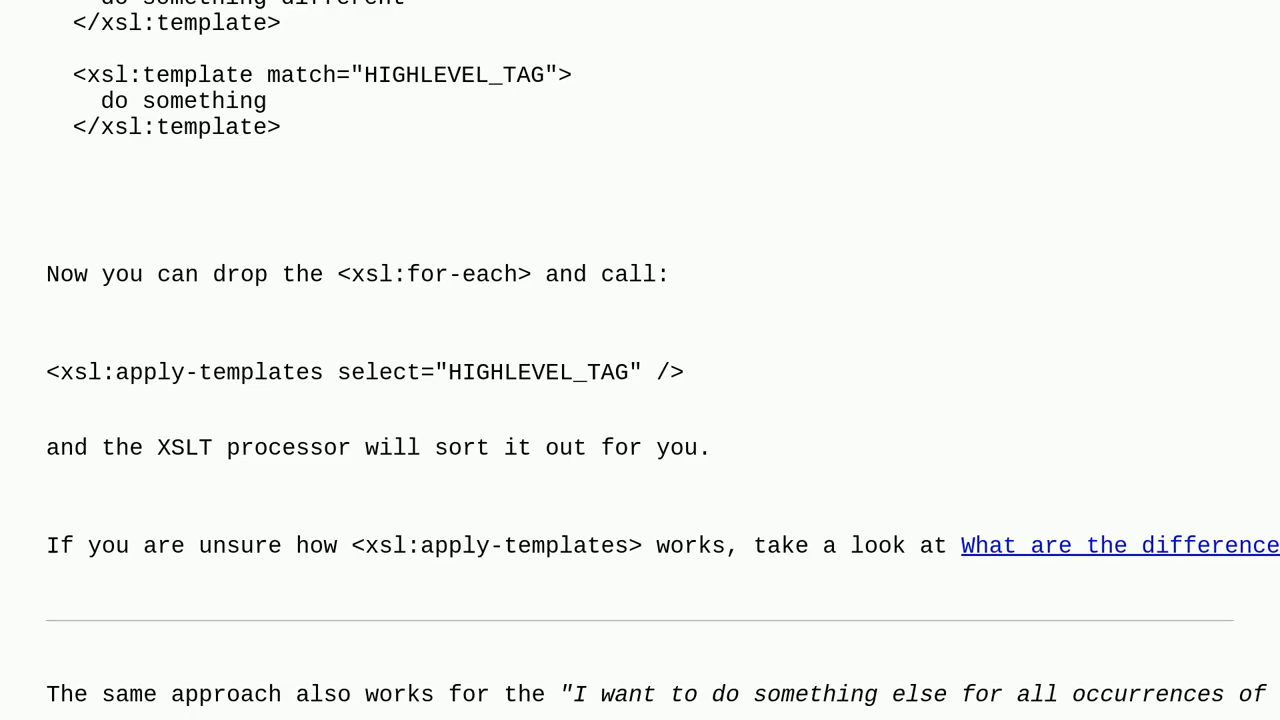 do something different
</xsl:template>
<xsl:template match="HIGHLEVEL_TAG">
do something
</xsl:template>
Now you can drop the <xsl:for-each> and call:
<xsl:apply-templates select="HIGHLEVEL_TAG" />
and the XSLT processor will sort it out for you.
If you are unsure how <xsl:apply-templates> works, take a look at What are the difference
The same approach also works for the "I want to do something else for all occurrences of